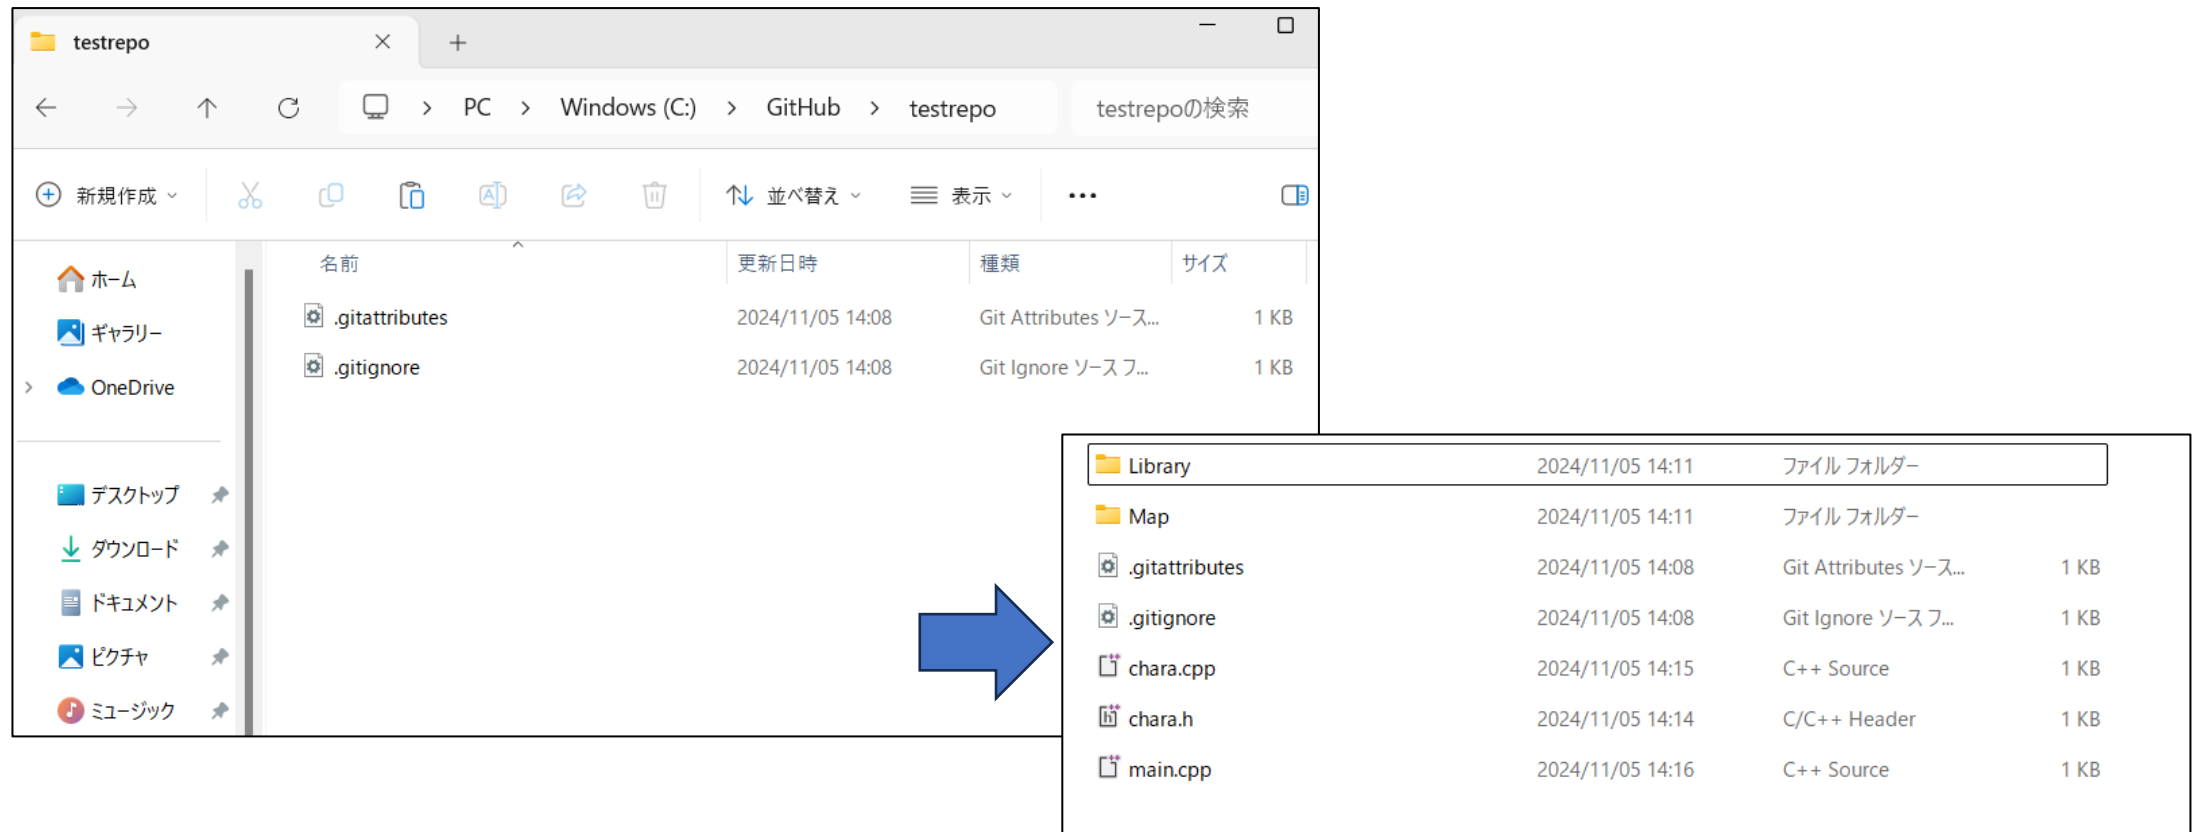 testrepo
PC > Windows (C:) > GitHub > testrepo
testrepoの検索
新規作成
並べ替え
表示
名前 更新日時 種類 サイズ
ホーム
ギャラリー
OneDrive
デスクトップ
ダウンロード
ドキュメント
ピクチャ
ミュージック
.gitattributes 2024/11/05 14:08 Git Attributes ソース... 1 KB
.gitignore 2024/11/05 14:08 Git Ignore ソース フ... 1 KB
Library 2024/11/05 14:11 ファイル フォルダー
Map 2024/11/05 14:11 ファイル フォルダー
.gitattributes 2024/11/05 14:08 Git Attributes ソース... 1 KB
.gitignore 2024/11/05 14:08 Git Ignore ソース フ... 1 KB
chara.cpp 2024/11/05 14:15 C++ Source 1 KB
chara.h 2024/11/05 14:14 C/C++ Header 1 KB
main.cpp 2024/11/05 14:16 C++ Source 1 KB